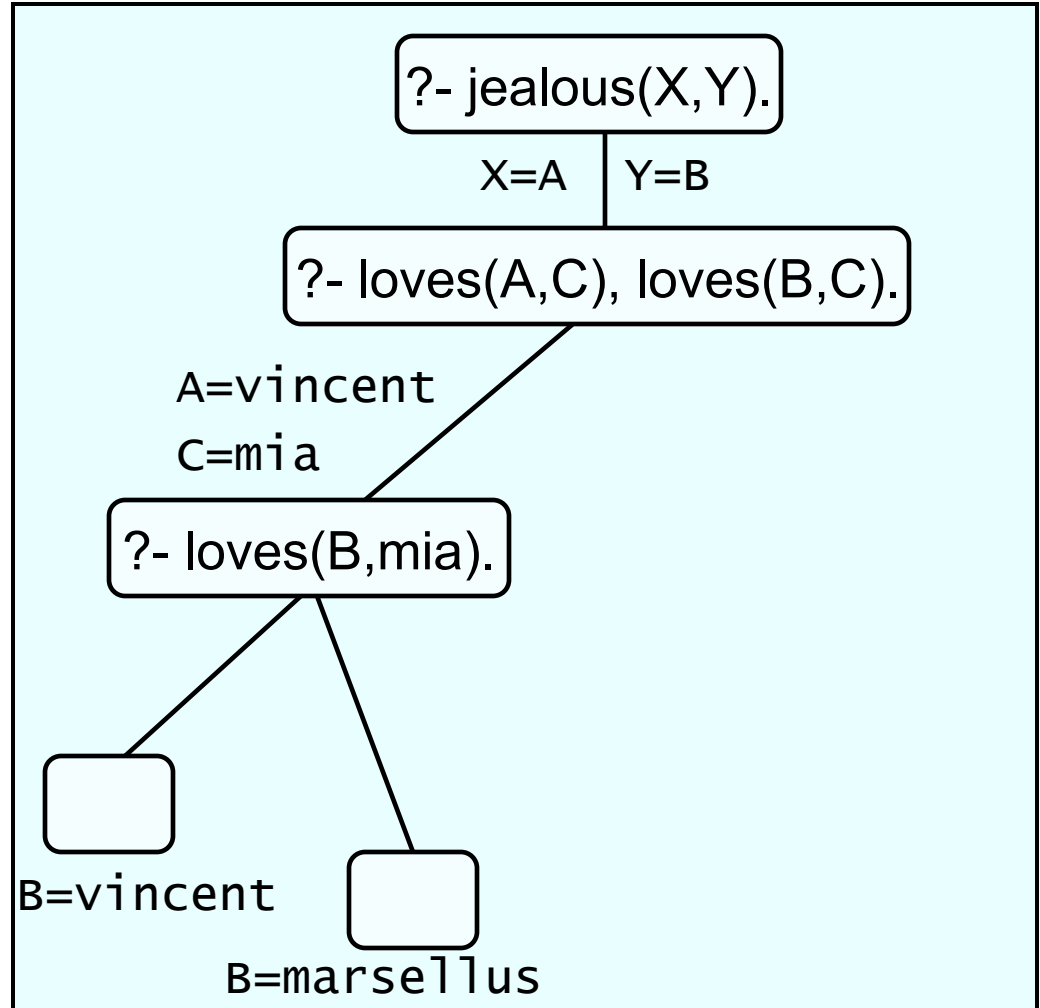 ?- jealous(X,Y).
X=A Y=B
?- loves(A,C), loves(B,C).
A=vincent
C=mia
?- loves(B,mia).
B=vincent
B=marsellus